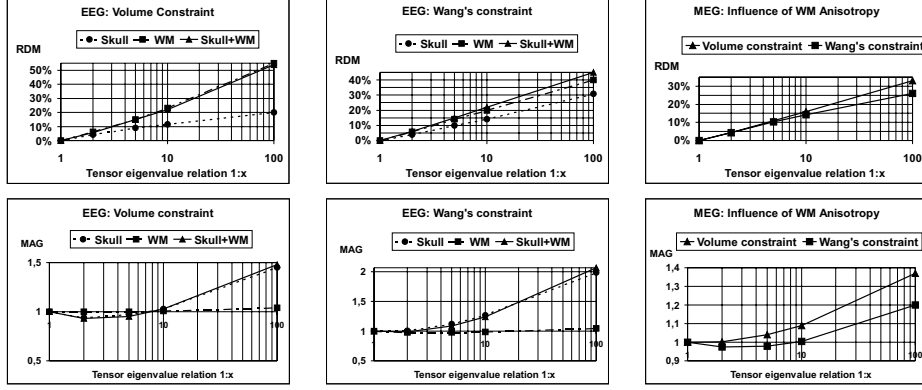 EEG: Volume Constraint
Skull WM Skull+WM
RDM
50%
40%
30%
20%
10%
0%
1 10 100
Tensor eigenvalue relation 1:x
EEG: Wang's constraint
Skull WM Skull+WM
RDM
40%
30%
20%
10%
0%
1 10 100
Tensor eigenvalue relation 1:x
MEG: Influence of WM Anisotropy
Volume constraint Wang's constraint
RDM
30%
20%
10%
0%
1 10 100
Tensor eigenvalue relation 1:x
EEG: Volume constraint
Skull WM Skull+WM
MAG
1,5
1
0,5
1 10 100
Tensor eigenvalue relation 1:x
EEG: Wang's constraint
Skull WM Skull+WM
MAG
2
1,5
1
0,5
1 10 100
Tensor eigenvalue relation 1:x
MEG: Influence of WM Anisotropy
Volume constraint Wang's constraint
MAG
1,4
1,3
1,2
1,1
1
0,9
1 10 100
Tensor eigenvalue relation 1:x